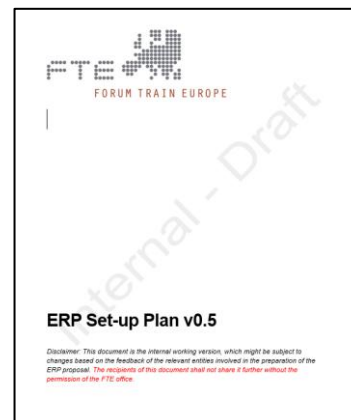 FTE
FORUM TRAIN EUROPE
Internal - Draft
ERP Set-up Plan v0.5
Disclaimer: This document is the internal working version, which might be subject to
changes based on the feedback of the relevant entities involved in the preparation of the
ERP proposal. The recipients of this document shall not share it further without the
permission of the FTE office.